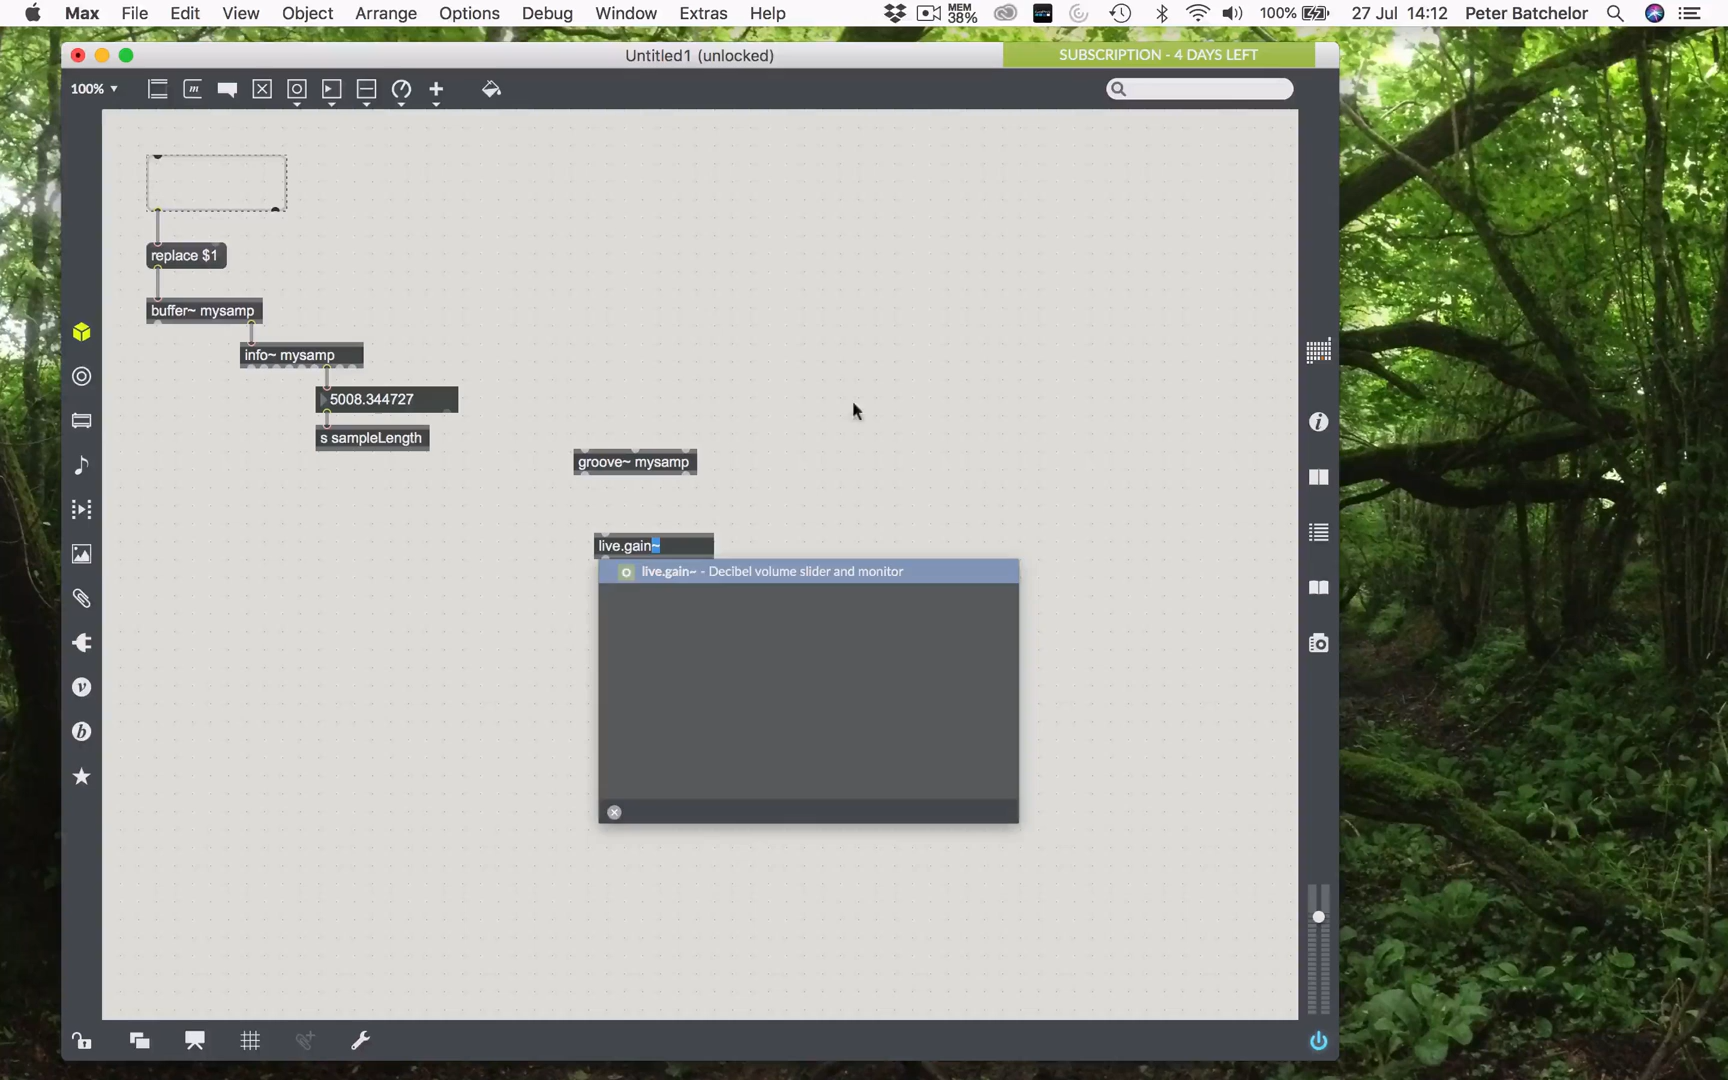 Max File Edit View Object Arrange Options Debug Window Extras Help MEM 38% 100% 27 Jul 14:12 Peter Batchelor
Untitled1 (unlocked)
SUBSCRIPTION - 4 DAYS LEFT
100%
m
replace $1
buffer~ mysamp
info~ mysamp
5008.344727
s sampleLength
groove~ mysamp
live.gain~
live.gain~ - Decibel volume slider and monitor
v
b